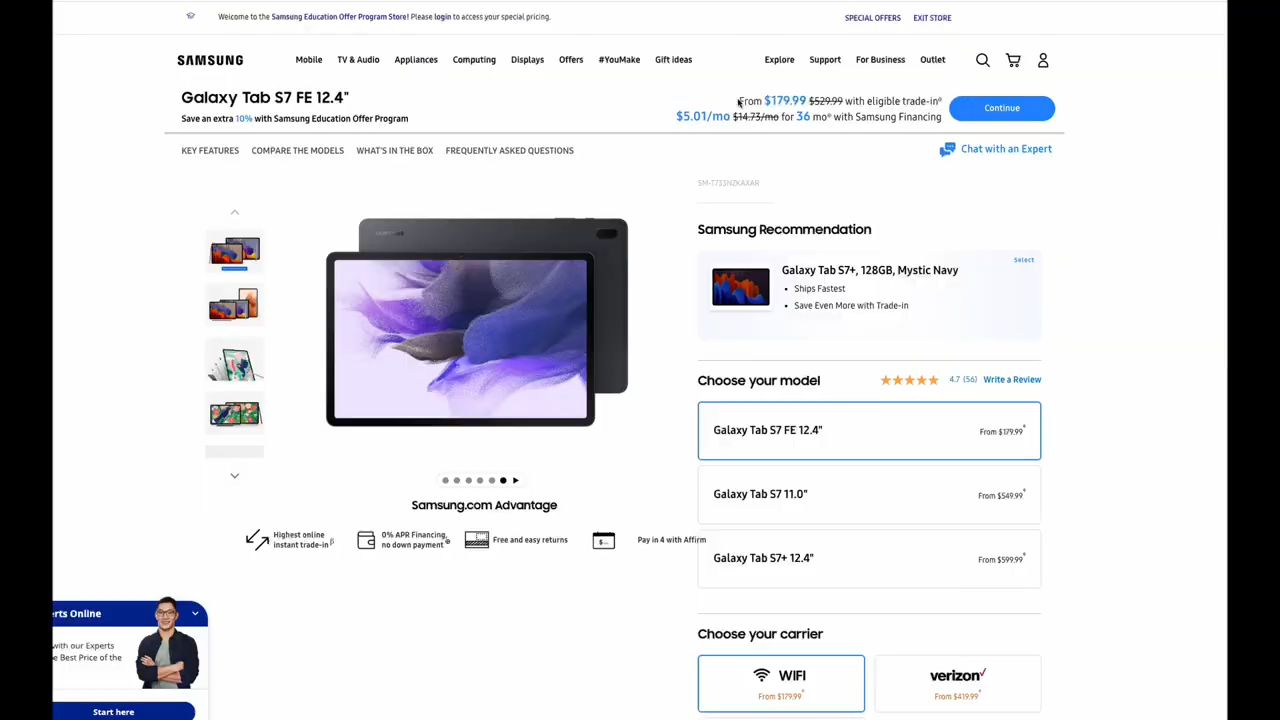 Welcome to the Samsung Education Offer Program Store! Please login to access your special pricing.
SPECIAL OFFERS EXIT STORE
SAMSUNG Mobile TV & Audio Appliances Computing Displays Offers #YouMake Gift ideas Explore Support For Business Outlet
Galaxy Tab S7 FE 12.4"
Save an extra 10% with Samsung Education Offer Program
From $179.99 $529.99 with eligible trade-in
$5.01/mo $14.73/mo for 36 mo with Samsung Financing
Continue
KEY FEATURES COMPARE THE MODELS WHAT'S IN THE BOX FREQUENTLY ASKED QUESTIONS
Chat with an Expert
SM-T733NZKAXAR
Samsung Recommendation
Select
Galaxy Tab S7+, 128GB, Mystic Navy
• Ships Fastest
• Save Even More with Trade-in
Choose your model
4.7 (56) Write a Review
Galaxy Tab S7 FE 12.4" From $179.99
Galaxy Tab S7 11.0" From $549.99
Galaxy Tab S7+ 12.4" From $599.99
Samsung.com Advantage
Highest online
instant trade-in
0% APR Financing,
no down payment
Free and easy returns
$...
Pay in 4 with Affirm
Choose your carrier
WIFI
From $179.99
verizon
From $419.99
rts Online
with our Experts
e Best Price of the
Start here